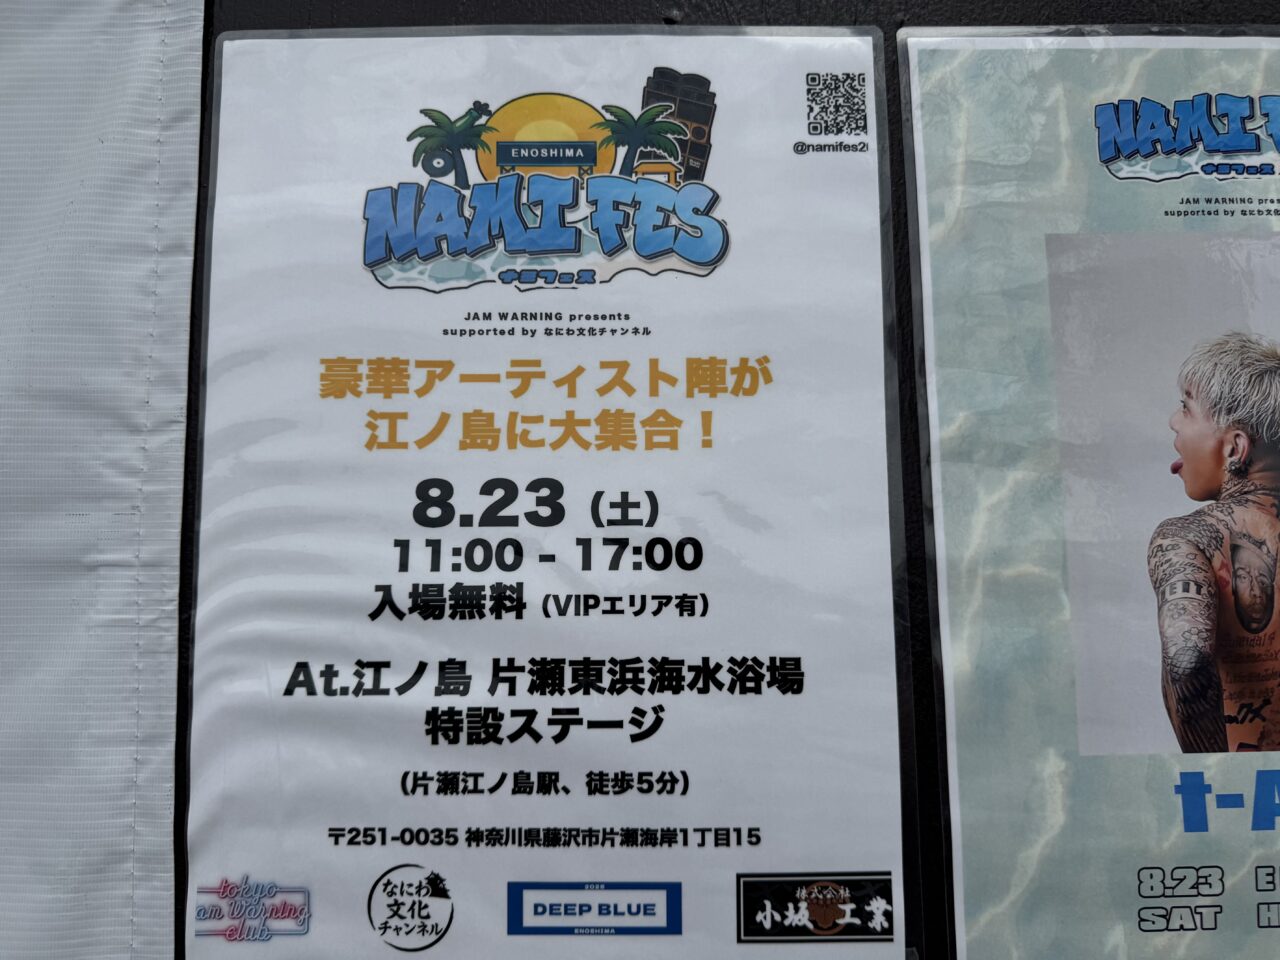 ENOSHIMA
NAMI FES
ナミフェス
@namifes2
JAM WARNING presents
supported by なにわ文化チャンネル
豪華アーティスト陣が
江ノ島に大集合！
8.23（土）
11:00 - 17:00
入場無料（VIPエリア有）
At.江ノ島 片瀬東浜海水浴場
特設ステージ
（片瀬江ノ島駅、徒歩5分）
〒251-0035 神奈川県藤沢市片瀬海岸1丁目15
tokyo
am Warning
club
なにわ
文化
チャンネル
DEEP BLUE
ENOSHIMA
株式会社
小坂工業
NAMI F
ナミフェス
JAM WARNING pres
supported by なにわ文
t-A
8.23
SAT